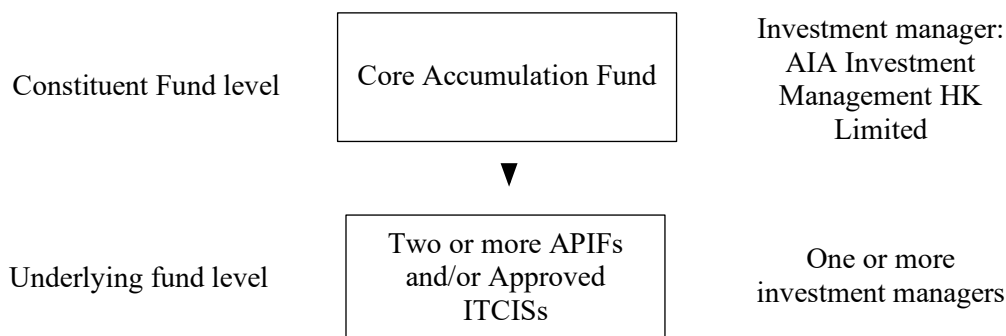 Constituent Fund level
Core Accumulation Fund
Investment manager:
AIA Investment
Management HK
Limited
Underlying fund level
Two or more APIFs
and/or Approved
ITCISs
One or more
investment managers